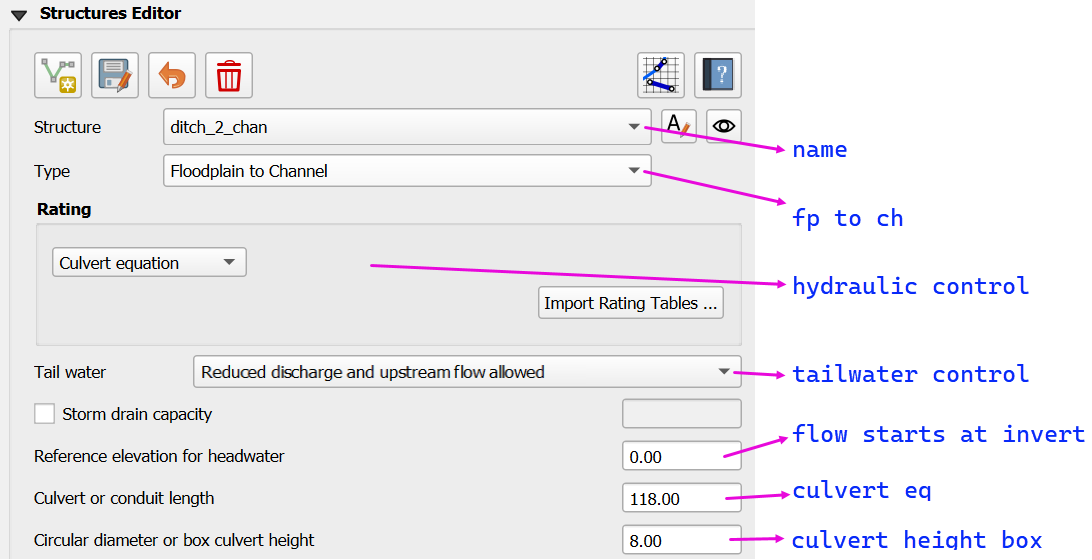 Structures Editor
Structure ditch_2_chan A
name
Type Floodplain to Channel
fp to ch
Rating
Culvert equation
hydraulic control
Import Rating Tables ...
Tail water Reduced discharge and upstream flow allowed
tailwater control
Storm drain capacity
flow starts at invert
Reference elevation for headwater 0.00
Culvert or conduit length 118.00
culvert eq
Circular diameter or box culvert height 8.00
culvert height box